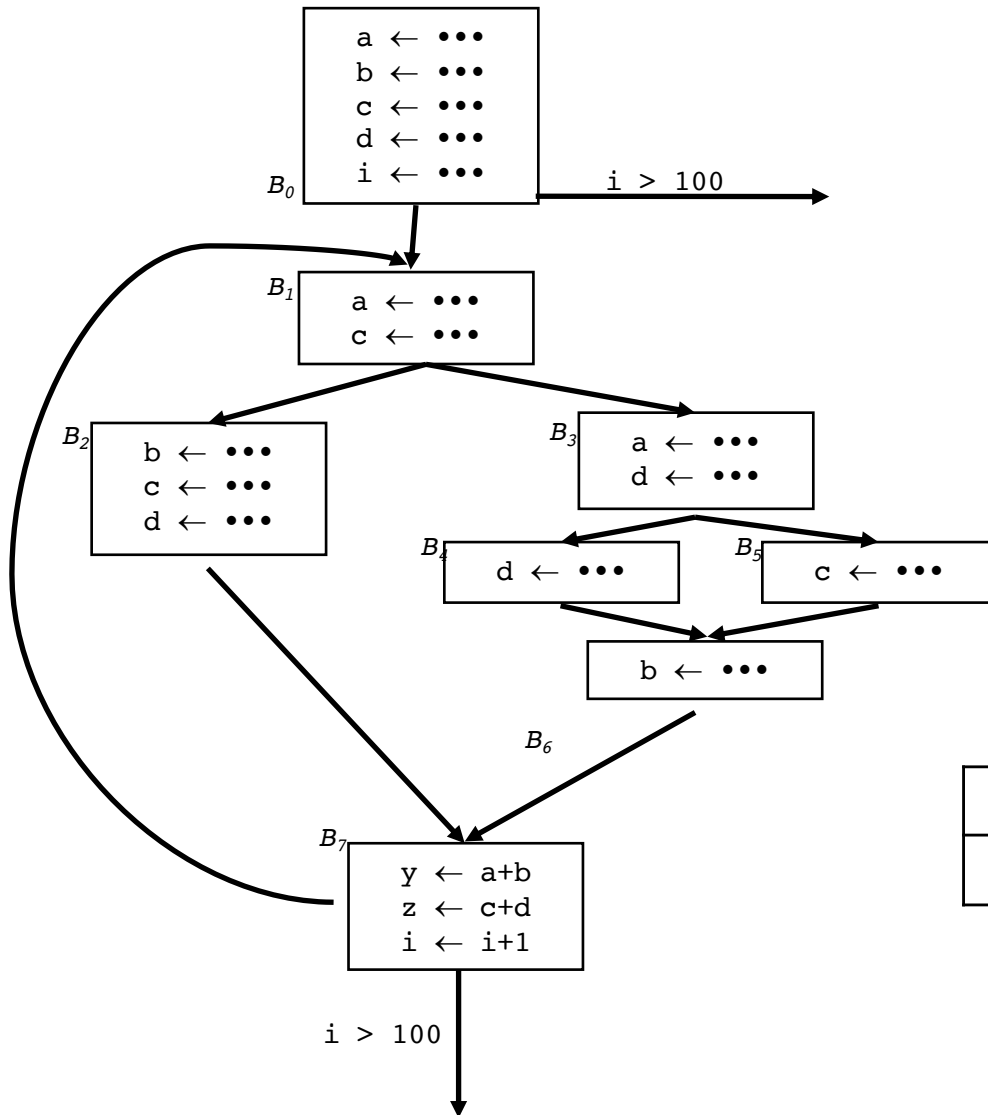 a ← •••
b ← •••
c ← •••
d ← •••
i ← •••
B0
i > 100
B1
a ← •••
c ← •••
B2
b ← •••
c ← •••
d ← •••
B3
a ← •••
d ← •••
B4
d ← •••
B5
c ← •••
b ← •••
B6
B7
y ← a+b
z ← c+d
i ← i+1
i > 100